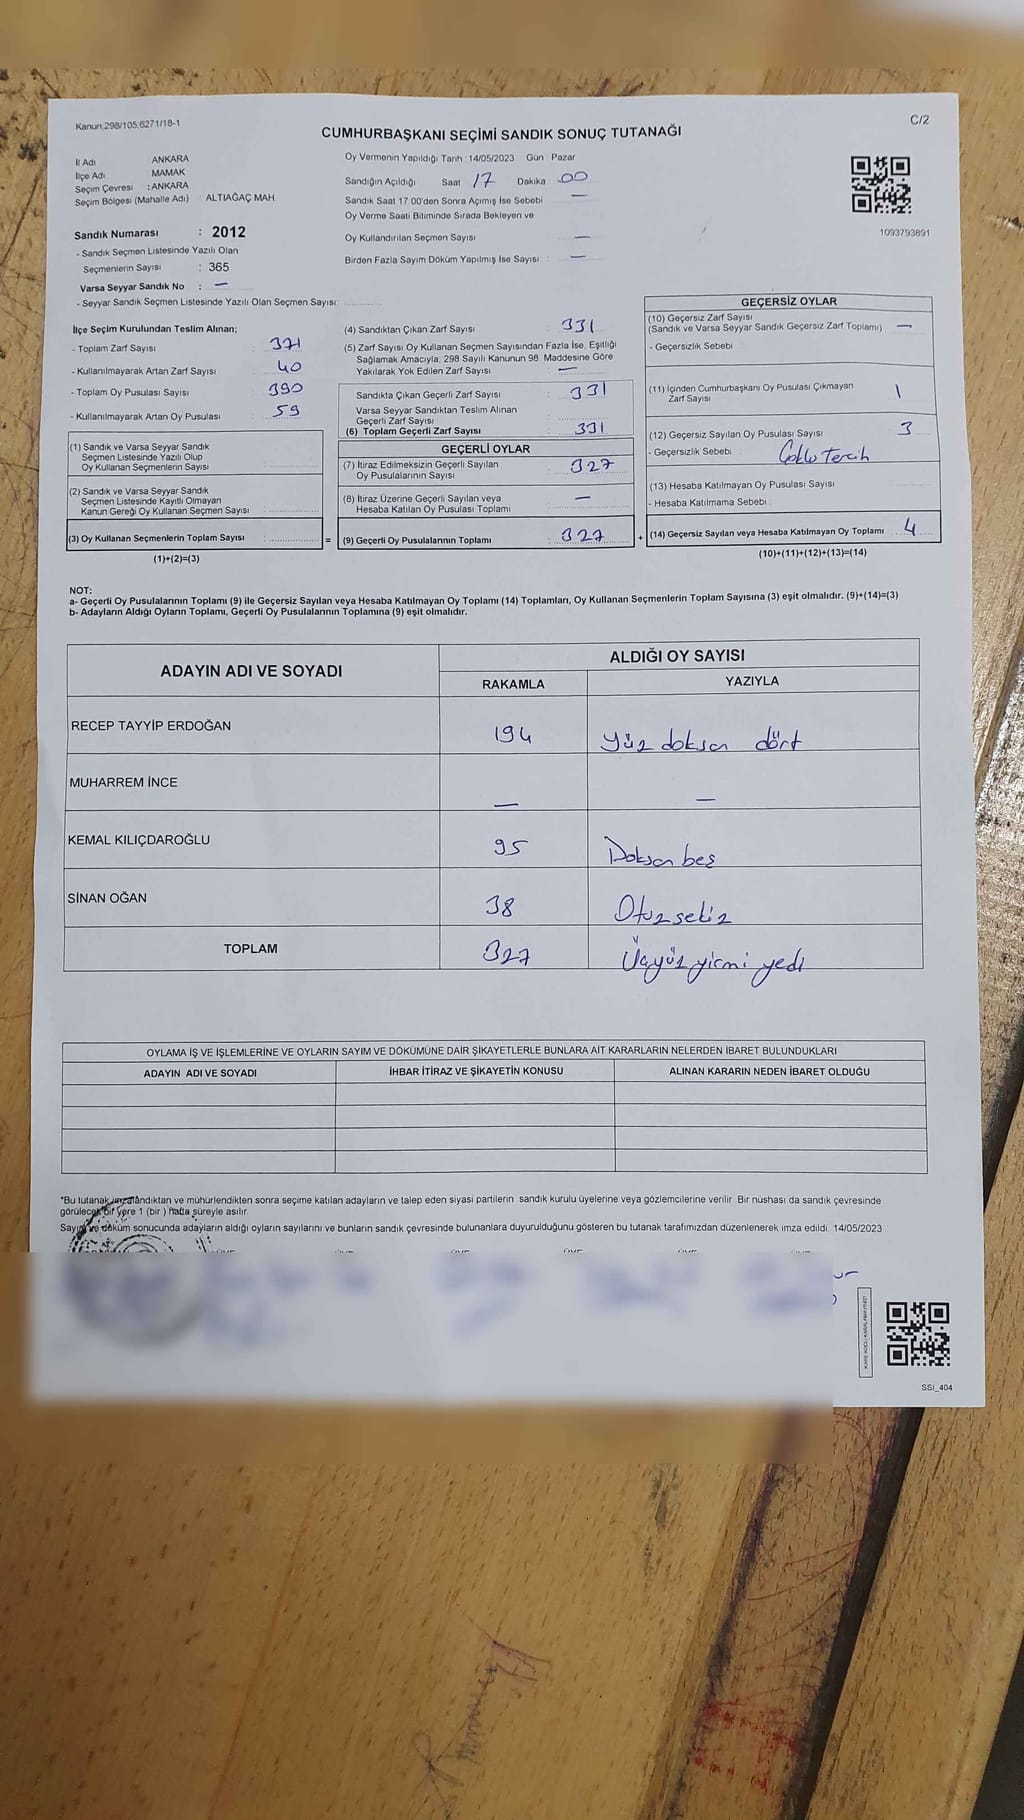 Kanun:298/105;6271/18-1
C/2
CUMHURBAŞKANI SEÇİMİ SANDIK SONUÇ TUTANAĞI
İl Adı ANKARA
İlçe Adı MAMAK
Seçim Çevresi : ANKARA
Seçim Bölgesi (Mahalle Adı) : ALTIAĞAÇ MAH.
Oy Vermenin Yapıldığı Tarih : 14/05/2023 Gün Pazar
Sandığın Açıldığı Saat 17 Dakika 00
Sandık Saat 17:00'den Sonra Açımış İse Sebebi —
Oy Verme Saati Bitiminde Sırada Bekleyen ve
Oy Kullandırılan Seçmen Sayısı : —
Birden Fazla Sayım Döküm Yapılmış İse Sayısı : —
1093793891
Sandık Numarası : 2012
- Sandık Seçmen Listesinde Yazılı Olan
Seçmenlerin Sayısı : 365
Varsa Seyyar Sandık No : —
- Seyyar Sandık Seçmen Listesinde Yazılı Olan Seçmen Sayısı:
İlçe Seçim Kurulundan Teslim Alınan;
- Toplam Zarf Sayısı : 371
- Kullanılmayarak Artan Zarf Sayısı : 40
- Toplam Oy Pusulası Sayısı : 390
- Kullanılmayarak Artan Oy Pusulası : 59
(1) Sandık ve Varsa Seyyar Sandık
Seçmen Listesinde Yazılı Olup
Oy Kullanan Seçmenlerin Sayısı :
(2) Sandık ve Varsa Seyyar Sandık
Seçmen Listesinde Kayıtlı Olmayan
Kanun Gereği Oy Kullanan Seçmen Sayısı :
(3) Oy Kullanan Seçmenlerin Toplam Sayısı :
(1)+(2)=(3)
(4) Sandıktan Çıkan Zarf Sayısı : 331
(5) Zarf Sayısı Oy Kullanan Seçmen Sayısından Fazla İse, Eşitliği
Sağlamak Amacıyla, 298 Sayılı Kanunun 98. Maddesine Göre
Yakılarak Yok Edilen Zarf Sayısı : —
Sandıkta Çıkan Geçerli Zarf Sayısı : 331
Varsa Seyyar Sandıktan Teslim Alınan
Geçerli Zarf Sayısı :
(6) Toplam Geçerli Zarf Sayısı : 331
GEÇERLİ OYLAR
(7) İtiraz Edilmeksizin Geçerli Sayılan
Oy Pusulalarının Sayısı : 327
(8) İtiraz Üzerine Geçerli Sayılan veya
Hesaba Katılan Oy Pusulası Toplamı : —
= (9) Geçerli Oy Pusulalarının Toplamı : 327
GEÇERSİZ OYLAR
(10) Geçersiz Zarf Sayısı
(Sandık ve Varsa Seyyar Sandık Geçersiz Zarf Toplamı) : —
- Geçersizlik Sebebi :
(11) İçinden Cumhurbaşkanı Oy Pusulası Çıkmayan
Zarf Sayısı : 1
(12) Geçersiz Sayılan Oy Pusulası Sayısı : 3
- Geçersizlik Sebebi : Çoklu Tercih
(13) Hesaba Katılmayan Oy Pusulası Sayısı :
- Hesaba Katılmama Sebebi :
+ (14) Geçersiz Sayılan veya Hesaba Katılmayan Oy Toplamı : 4
(10)+(11)+(12)+(13)=(14)
NOT:
a- Geçerli Oy Pusulalarının Toplamı (9) ile Geçersiz Sayılan veya Hesaba Katılmayan Oy Toplamı (14) Toplamları, Oy Kullanan Seçmenlerin Toplam Sayısına (3) eşit olmalıdır. (9)+(14)=(3)
b- Adayların Aldığı Oyların Toplamı, Geçerli Oy Pusulalarının Toplamına (9) eşit olmalıdır.
ADAYIN ADI VE SOYADI
ALDIĞI OY SAYISI
RAKAMLA YAZIYLA
RECEP TAYYİP ERDOĞAN 194 Yüz doksan dört
MUHARREM İNCE — —
KEMAL KILIÇDAROĞLU 95 Doksan beş
SİNAN OĞAN 38 Otuz sekiz
TOPLAM 327 Üçyüz yirmi yedi
OYLAMA İŞ VE İŞLEMLERİNE VE OYLARIN SAYIM VE DÖKÜMÜNE DAİR ŞİKAYETLERLE BUNLARA AİT KARARLARIN NELERDEN İBARET BULUNDUKLARI
ADAYIN ADI VE SOYADI İHBAR İTİRAZ VE ŞİKAYETİN KONUSU ALINAN KARARIN NEDEN İBARET OLDUĞU
*Bu tutanak imzalandıktan ve mühürlendikten sonra seçime katılan adayların ve talep eden siyasi partilerin sandık kurulu üyelerine veya gözlemcilerine verilir. Bir nüshası da sandık çevresinde
görülecek bir yere 1 (bir) hafta süreyle asılır.
Sayım ve döküm sonucunda adayların aldığı oyların sayılarını ve bunların sandık çevresinde bulunanlara duyurulduğunu gösteren bu tutanak tarafımızdan düzenlenerek imza edildi. 14/05/2023
SSI_404